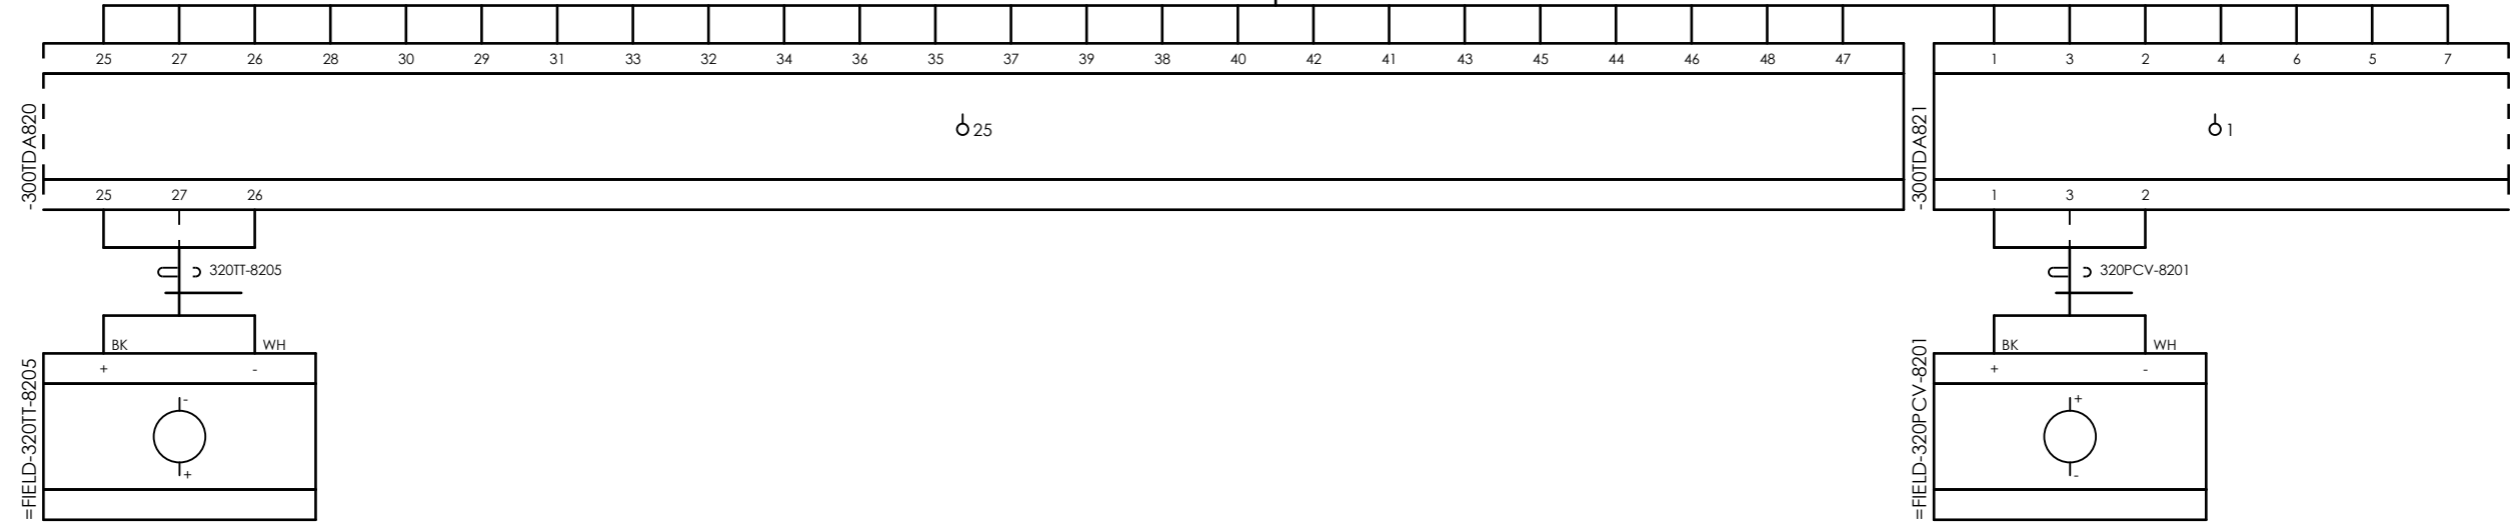 25 27 26 28 30 29 31 33 32 34 36 35 37 39 38 40 42 41 43 45 44 46 48 47
1 3 2 4 6 5 7
-300TDA820
25
-300TDA821
1
25 27 26
1 3 2
320TT-8205
320PCV-8201
BK WH
BK WH
+ -
+ -
=FIELD-320TT-8205
-
+
=FIELD-320PCV-8201
+
-